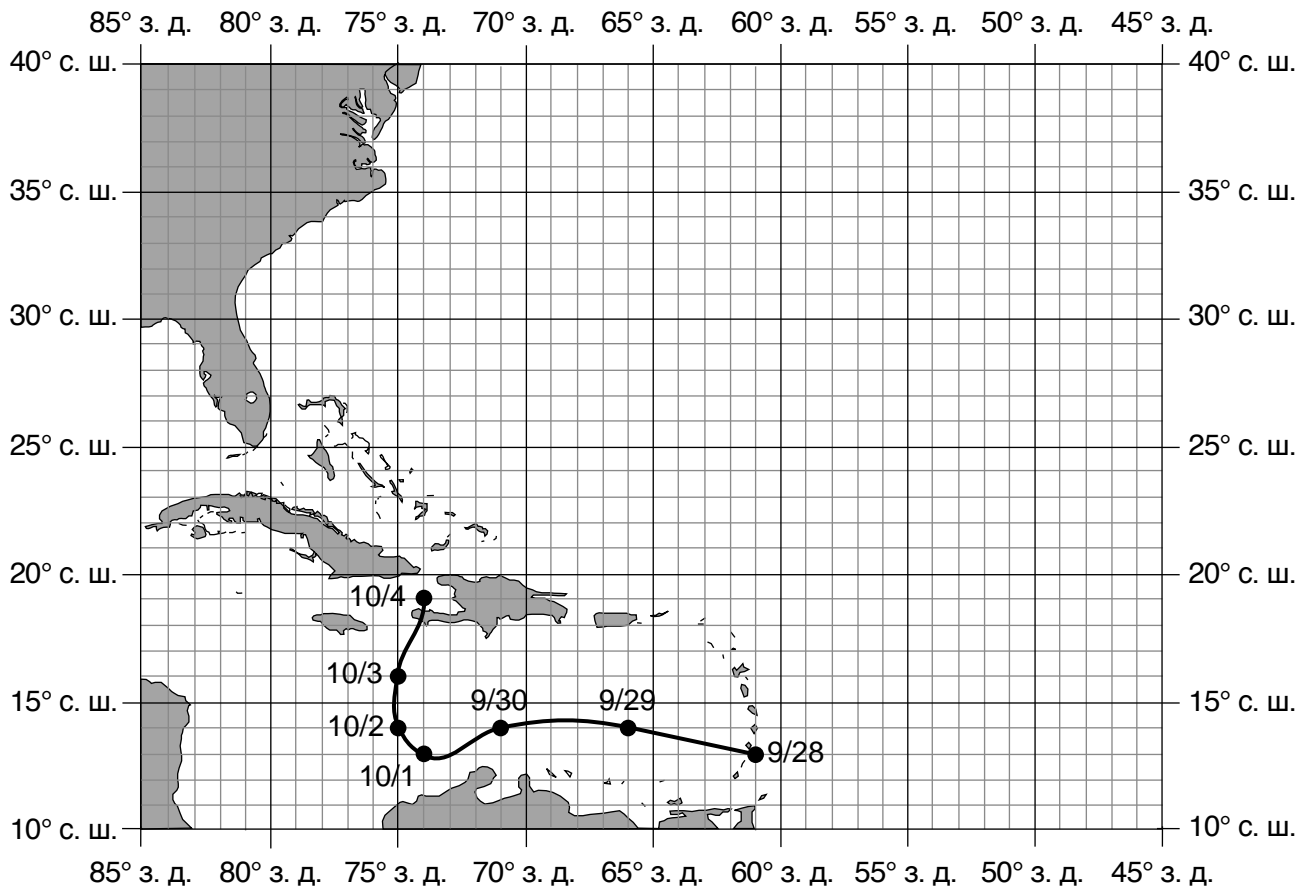 85° з. д. 80° з. д. 75° з. д. 70° з. д. 65° з. д. 60° з. д. 55° з. д. 50° з. д. 45° з. д.
40° с. ш. 40° с. ш.
35° с. ш. 35° с. ш.
30° с. ш. 30° с. ш.
25° с. ш. 25° с. ш.
20° с. ш. 20° с. ш.
10/4
10/3
9/30 9/29
15° с. ш. 15° с. ш.
10/2
9/28
10/1
10° с. ш. 10° с. ш.
85° з. д. 80° з. д. 75° з. д. 70° з. д. 65° з. д. 60° з. д. 55° з. д. 50° з. д. 45° з. д.